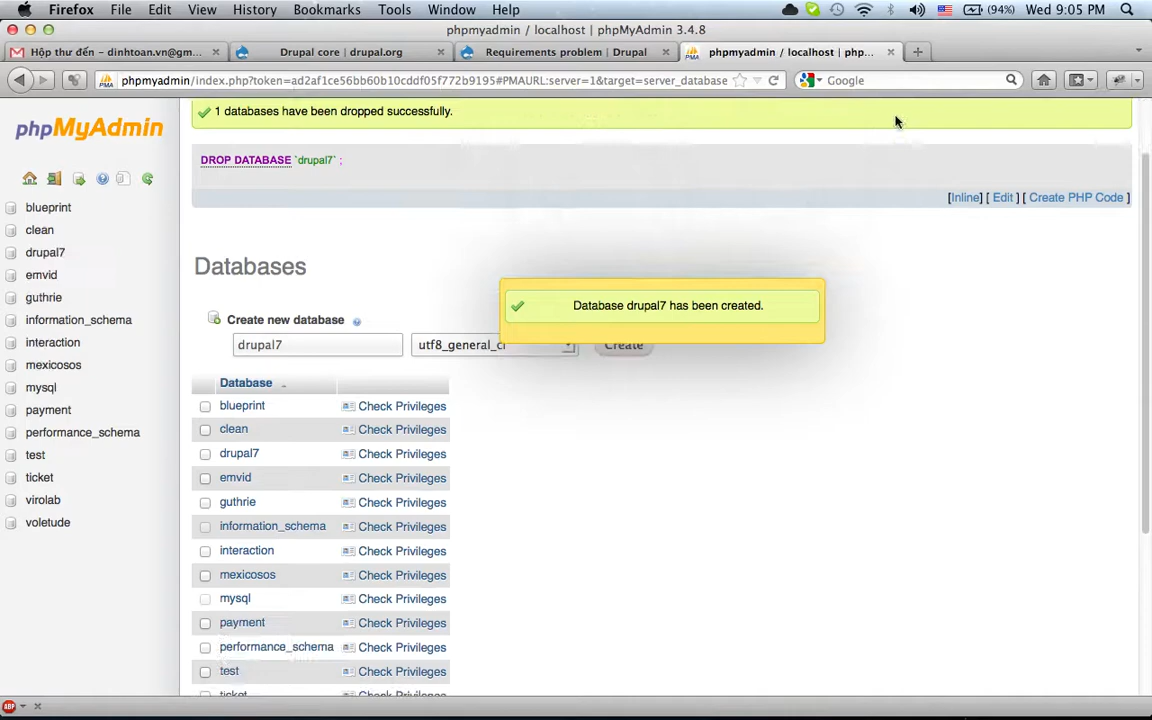 Firefox File Edit View History Bookmarks Tools Window Help (94%) Wed 9:05 PM
phpmyadmin / localhost | phpMyAdmin 3.4.8
Hộp thư đến - dinhtoan.vn@gm... Drupal core | drupal.org Requirements problem | Drupal phpmyadmin / localhost | php...
phpmyadmin/index.php?token=ad2af1ce56bb60b10cddf05f772b9195#PMAURL:server=1&target=server_database Google
phpMyAdmin
blueprint
clean
drupal7
emvid
guthrie
information_schema
interaction
mexicosos
mysql
payment
performance_schema
test
ticket
virolab
voletude
1 databases have been dropped successfully.
DROP DATABASE `drupal7` ;
[Inline] [ Edit ] [ Create PHP Code ]
Databases
Database drupal7 has been created.
Create new database
drupal7 utf8_general_ci Create
Database
blueprint Check Privileges
clean Check Privileges
drupal7 Check Privileges
emvid Check Privileges
guthrie Check Privileges
information_schema Check Privileges
interaction Check Privileges
mexicosos Check Privileges
mysql Check Privileges
payment Check Privileges
performance_schema Check Privileges
test Check Privileges
ticket
ABP